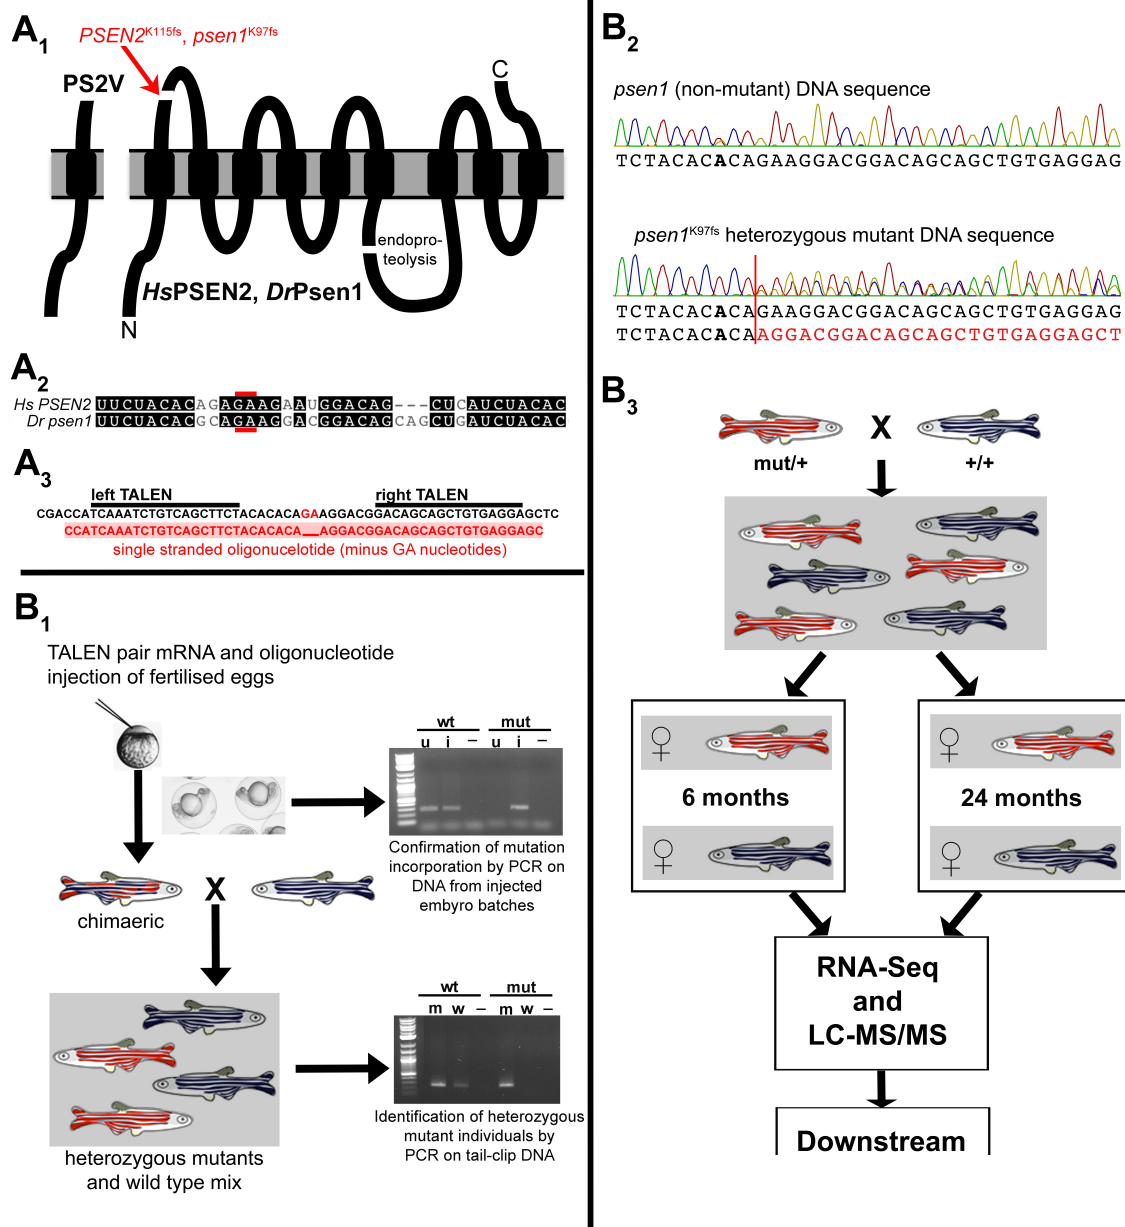 A1
PSEN2K115fs, psen1K97fs
PS2V
C
endopro-
teolysis
HsPSEN2, DrPsen1
N
A2
Hs PSEN2 UUCUACACAGAGAAGAAUGGACAG---CUCAUCUACAC
Dr psen1 UUCUACACGCAGAAGGACGGACAGCAGCUGAUCUACAC
A3
left TALEN right TALEN
CGACCATCAAATCTGTCAGCTTCTACACACAGAAGGACGGACAGCAGCTGTGAGGAGCTC
CCATCAAATCTGTCAGCTTCTACACACA__AGGACGGACAGCAGCTGTGAGGAGC
single stranded oligonucelotide (minus GA nucleotides)
B1
TALEN pair mRNA and oligonucleotide
injection of fertilised eggs
wt mut
u i – u i –
Confirmation of mutation
incorporation by PCR on
DNA from injected
embyro batches
X
chimaeric
wt mut
m w – m w –
Identification of heterozygous
mutant individuals by
PCR on tail-clip DNA
heterozygous mutants
and wild type mix
B2
psen1 (non-mutant) DNA sequence
TCTACACACAGAAGGACGGACAGCAGCTGTGAGGAG
psen1K97fs heterozygous mutant DNA sequence
TCTACACACAGAAGGACGGACAGCAGCTGTGAGGAG
TCTACACACAAGGACGGACAGCAGCTGTGAGGAGCT
B3
X
mut/+ +/+
♀ ♀
6 months 24 months
♀ ♀
RNA-Seq
and
LC-MS/MS
Downstream